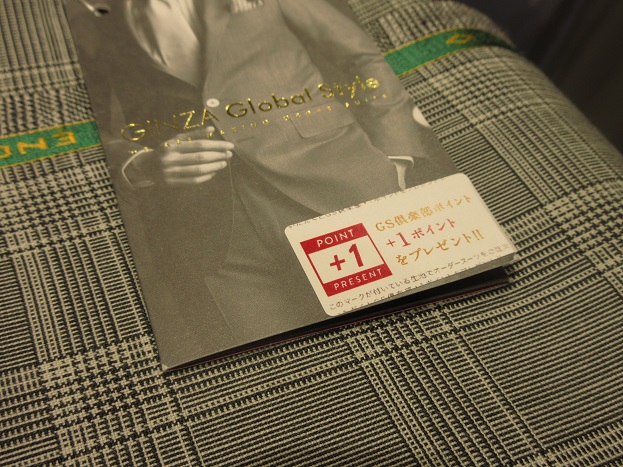 GINZA Global Style
POINT
+1
PRESENT
GS倶楽部ポイント
+1ポイント
をプレゼント!!
このマークが付いている生地でオーダースーツをご注文